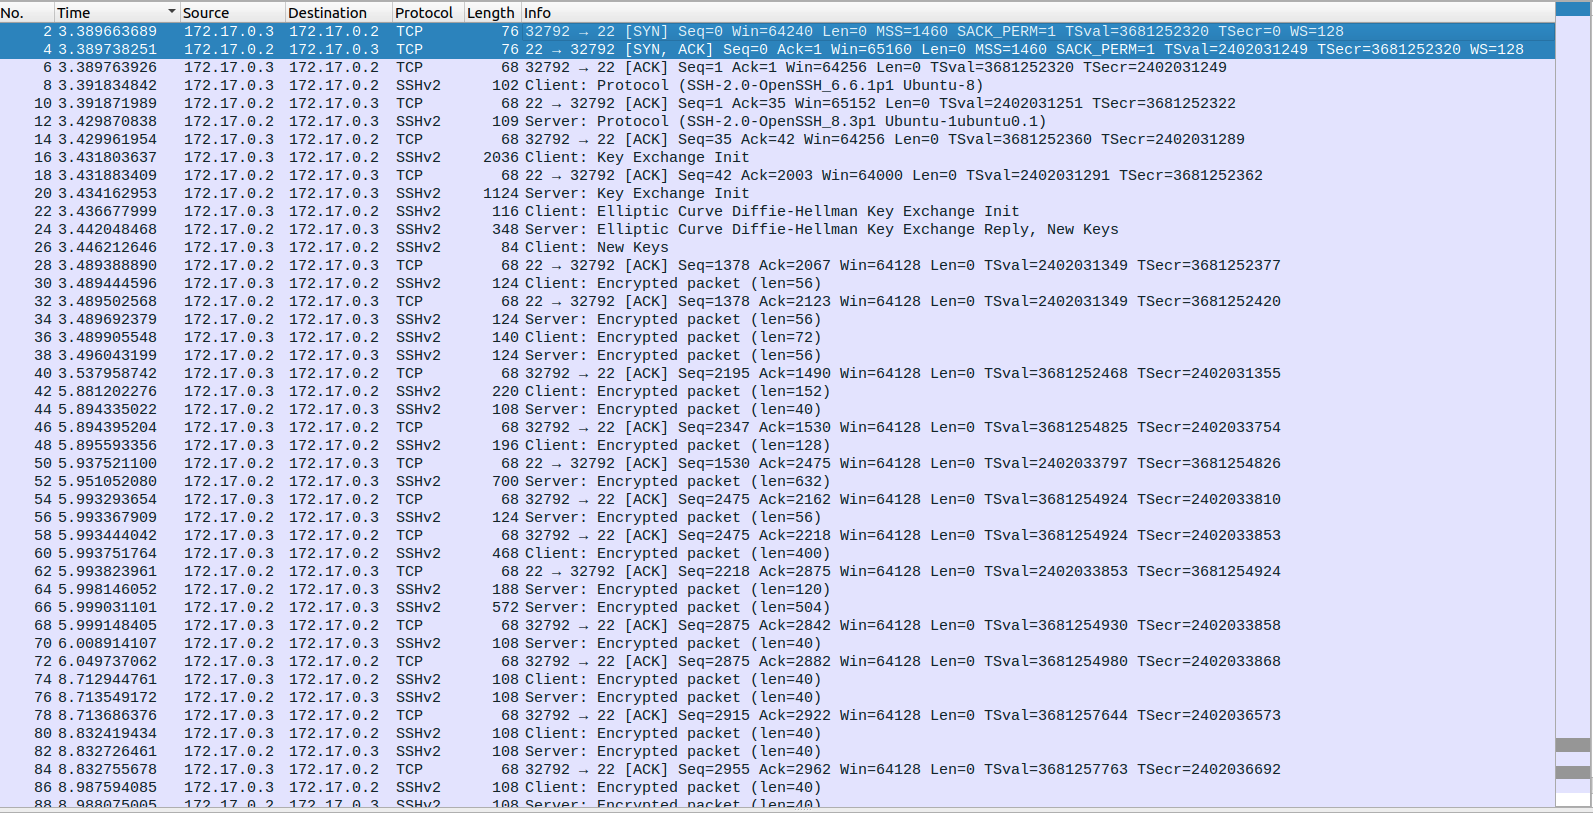 No. Time Source Destination Protocol Length Info
2 3.389663689 172.17.0.3 172.17.0.2 TCP 76 32792 → 22 [SYN] Seq=0 Win=64240 Len=0 MSS=1460 SACK_PERM=1 TSval=3681252320 TSecr=0 WS=128
4 3.389738251 172.17.0.2 172.17.0.3 TCP 76 22 → 32792 [SYN, ACK] Seq=0 Ack=1 Win=65160 Len=0 MSS=1460 SACK_PERM=1 TSval=2402031249 TSecr=3681252320 WS=128
6 3.389763926 172.17.0.3 172.17.0.2 TCP 68 32792 → 22 [ACK] Seq=1 Ack=1 Win=64256 Len=0 TSval=3681252320 TSecr=2402031249
8 3.391834842 172.17.0.3 172.17.0.2 SSHv2 102 Client: Protocol (SSH-2.0-OpenSSH_6.6.1p1 Ubuntu-8)
10 3.391871989 172.17.0.2 172.17.0.3 TCP 68 22 → 32792 [ACK] Seq=1 Ack=35 Win=65152 Len=0 TSval=2402031251 TSecr=3681252322
12 3.429870838 172.17.0.2 172.17.0.3 SSHv2 109 Server: Protocol (SSH-2.0-OpenSSH_8.3p1 Ubuntu-1ubuntu0.1)
14 3.429961954 172.17.0.3 172.17.0.2 TCP 68 32792 → 22 [ACK] Seq=35 Ack=42 Win=64256 Len=0 TSval=3681252360 TSecr=2402031289
16 3.431803637 172.17.0.3 172.17.0.2 SSHv2 2036 Client: Key Exchange Init
18 3.431883409 172.17.0.2 172.17.0.3 TCP 68 22 → 32792 [ACK] Seq=42 Ack=2003 Win=64000 Len=0 TSval=2402031291 TSecr=3681252362
20 3.434162953 172.17.0.2 172.17.0.3 SSHv2 1124 Server: Key Exchange Init
22 3.436677999 172.17.0.3 172.17.0.2 SSHv2 116 Client: Elliptic Curve Diffie-Hellman Key Exchange Init
24 3.442048468 172.17.0.2 172.17.0.3 SSHv2 348 Server: Elliptic Curve Diffie-Hellman Key Exchange Reply, New Keys
26 3.446212646 172.17.0.3 172.17.0.2 SSHv2 84 Client: New Keys
28 3.489388890 172.17.0.2 172.17.0.3 TCP 68 22 → 32792 [ACK] Seq=1378 Ack=2067 Win=64128 Len=0 TSval=2402031349 TSecr=3681252377
30 3.489444596 172.17.0.3 172.17.0.2 SSHv2 124 Client: Encrypted packet (len=56)
32 3.489502568 172.17.0.2 172.17.0.3 TCP 68 22 → 32792 [ACK] Seq=1378 Ack=2123 Win=64128 Len=0 TSval=2402031349 TSecr=3681252420
34 3.489692379 172.17.0.2 172.17.0.3 SSHv2 124 Server: Encrypted packet (len=56)
36 3.489905548 172.17.0.3 172.17.0.2 SSHv2 140 Client: Encrypted packet (len=72)
38 3.496043199 172.17.0.2 172.17.0.3 SSHv2 124 Server: Encrypted packet (len=56)
40 3.537958742 172.17.0.3 172.17.0.2 TCP 68 32792 → 22 [ACK] Seq=2195 Ack=1490 Win=64128 Len=0 TSval=3681252468 TSecr=2402031355
42 5.881202276 172.17.0.3 172.17.0.2 SSHv2 220 Client: Encrypted packet (len=152)
44 5.894335022 172.17.0.2 172.17.0.3 SSHv2 108 Server: Encrypted packet (len=40)
46 5.894395204 172.17.0.3 172.17.0.2 TCP 68 32792 → 22 [ACK] Seq=2347 Ack=1530 Win=64128 Len=0 TSval=3681254825 TSecr=2402033754
48 5.895593356 172.17.0.3 172.17.0.2 SSHv2 196 Client: Encrypted packet (len=128)
50 5.937521100 172.17.0.2 172.17.0.3 TCP 68 22 → 32792 [ACK] Seq=1530 Ack=2475 Win=64128 Len=0 TSval=2402033797 TSecr=3681254826
52 5.951052080 172.17.0.2 172.17.0.3 SSHv2 700 Server: Encrypted packet (len=632)
54 5.993293654 172.17.0.3 172.17.0.2 TCP 68 32792 → 22 [ACK] Seq=2475 Ack=2162 Win=64128 Len=0 TSval=3681254924 TSecr=2402033810
56 5.993367909 172.17.0.2 172.17.0.3 SSHv2 124 Server: Encrypted packet (len=56)
58 5.993444042 172.17.0.3 172.17.0.2 TCP 68 32792 → 22 [ACK] Seq=2475 Ack=2218 Win=64128 Len=0 TSval=3681254924 TSecr=2402033853
60 5.993751764 172.17.0.3 172.17.0.2 SSHv2 468 Client: Encrypted packet (len=400)
62 5.993823961 172.17.0.2 172.17.0.3 TCP 68 22 → 32792 [ACK] Seq=2218 Ack=2875 Win=64128 Len=0 TSval=2402033853 TSecr=3681254924
64 5.998146052 172.17.0.2 172.17.0.3 SSHv2 188 Server: Encrypted packet (len=120)
66 5.999031101 172.17.0.2 172.17.0.3 SSHv2 572 Server: Encrypted packet (len=504)
68 5.999148405 172.17.0.3 172.17.0.2 TCP 68 32792 → 22 [ACK] Seq=2875 Ack=2842 Win=64128 Len=0 TSval=3681254930 TSecr=2402033858
70 6.008914107 172.17.0.2 172.17.0.3 SSHv2 108 Server: Encrypted packet (len=40)
72 6.049737062 172.17.0.3 172.17.0.2 TCP 68 32792 → 22 [ACK] Seq=2875 Ack=2882 Win=64128 Len=0 TSval=3681254980 TSecr=2402033868
74 8.712944761 172.17.0.3 172.17.0.2 SSHv2 108 Client: Encrypted packet (len=40)
76 8.713549172 172.17.0.2 172.17.0.3 SSHv2 108 Server: Encrypted packet (len=40)
78 8.713686376 172.17.0.3 172.17.0.2 TCP 68 32792 → 22 [ACK] Seq=2915 Ack=2922 Win=64128 Len=0 TSval=3681257644 TSecr=2402036573
80 8.832419434 172.17.0.3 172.17.0.2 SSHv2 108 Client: Encrypted packet (len=40)
82 8.832726461 172.17.0.2 172.17.0.3 SSHv2 108 Server: Encrypted packet (len=40)
84 8.832755678 172.17.0.3 172.17.0.2 TCP 68 32792 → 22 [ACK] Seq=2955 Ack=2962 Win=64128 Len=0 TSval=3681257763 TSecr=2402036692
86 8.987594085 172.17.0.3 172.17.0.2 SSHv2 108 Client: Encrypted packet (len=40)
88 8.988075005 172.17.0.2 172.17.0.3 SSHv2 108 Server: Encrypted packet (len=40)